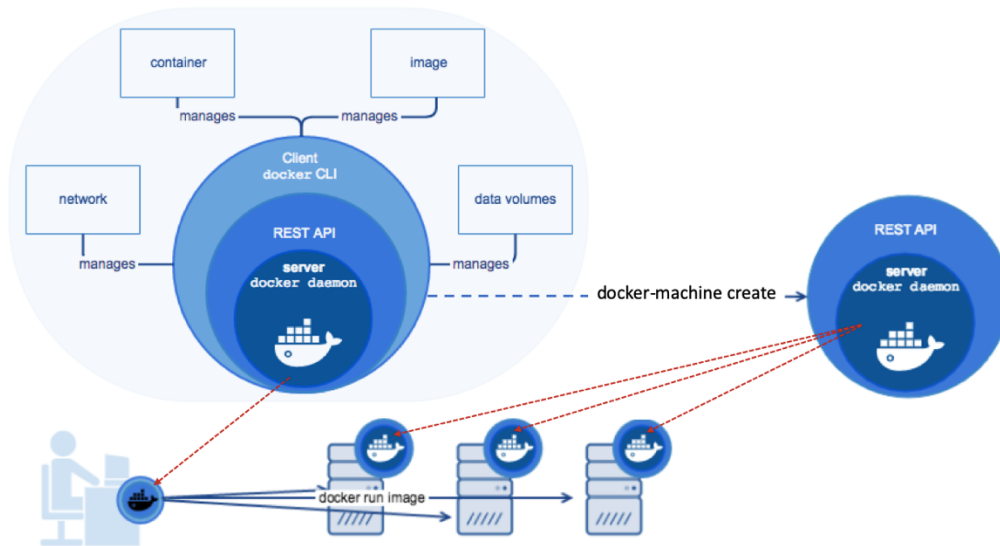 container
image
manages
manages
Client
docker CLI
network
data volumes
REST API
REST API
manages
server
docker daemon
manages
server
docker daemon
docker-machine create
docker run image